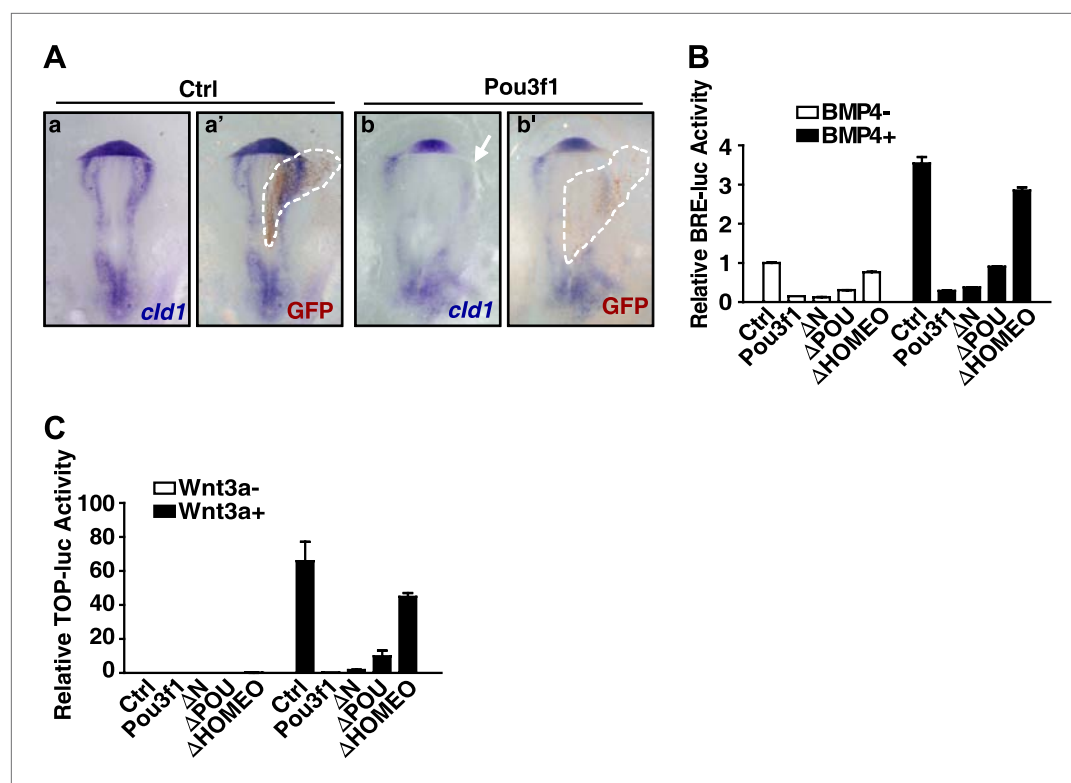 A
Ctrl
Pou3f1
a
a’
b
b'
cld1
GFP
cld1
GFP
B
BMP4-
BMP4+
Relative BRE-luc Activity
4
3
2
1
0
Ctrl
Pou3f1
ΔN
ΔPOU
ΔHOMEO
Ctrl
Pou3f1
ΔN
ΔPOU
ΔHOMEO
C
Wnt3a-
Wnt3a+
Relative TOP-luc Activity
100
80
60
40
20
0
Ctrl
Pou3f1
ΔN
ΔPOU
ΔHOMEO
Ctrl
Pou3f1
ΔN
ΔPOU
ΔHOMEO